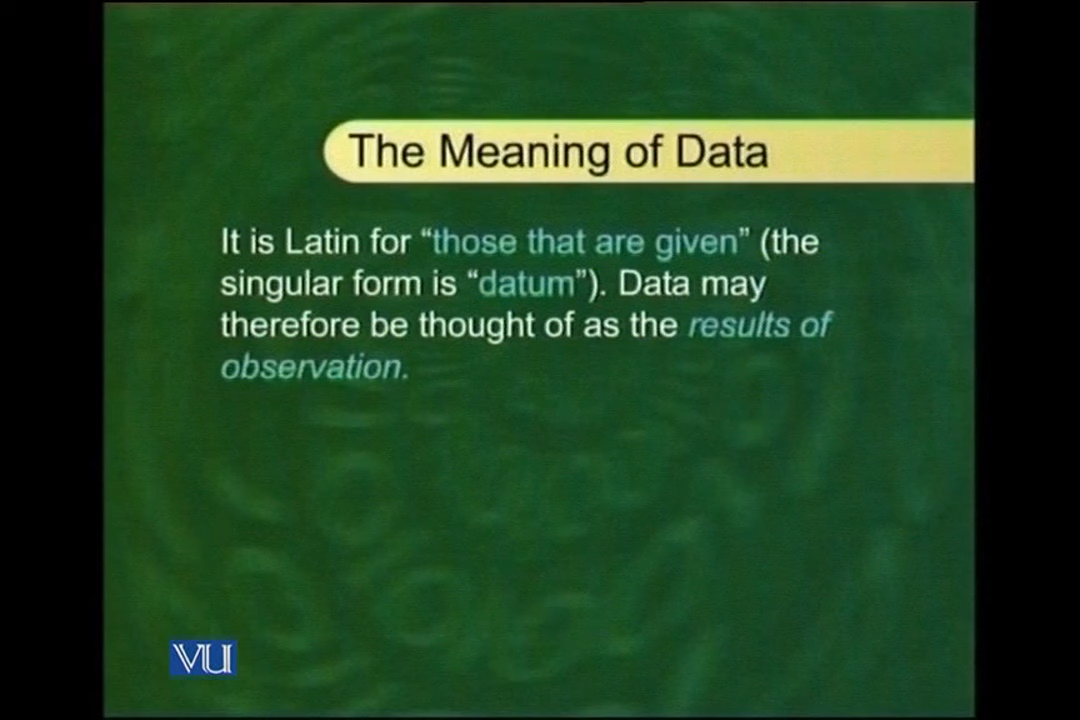 The Meaning of Data
It is Latin for “those that are given” (the
singular form is “datum”). Data may
therefore be thought of as the results of
observation.
VU